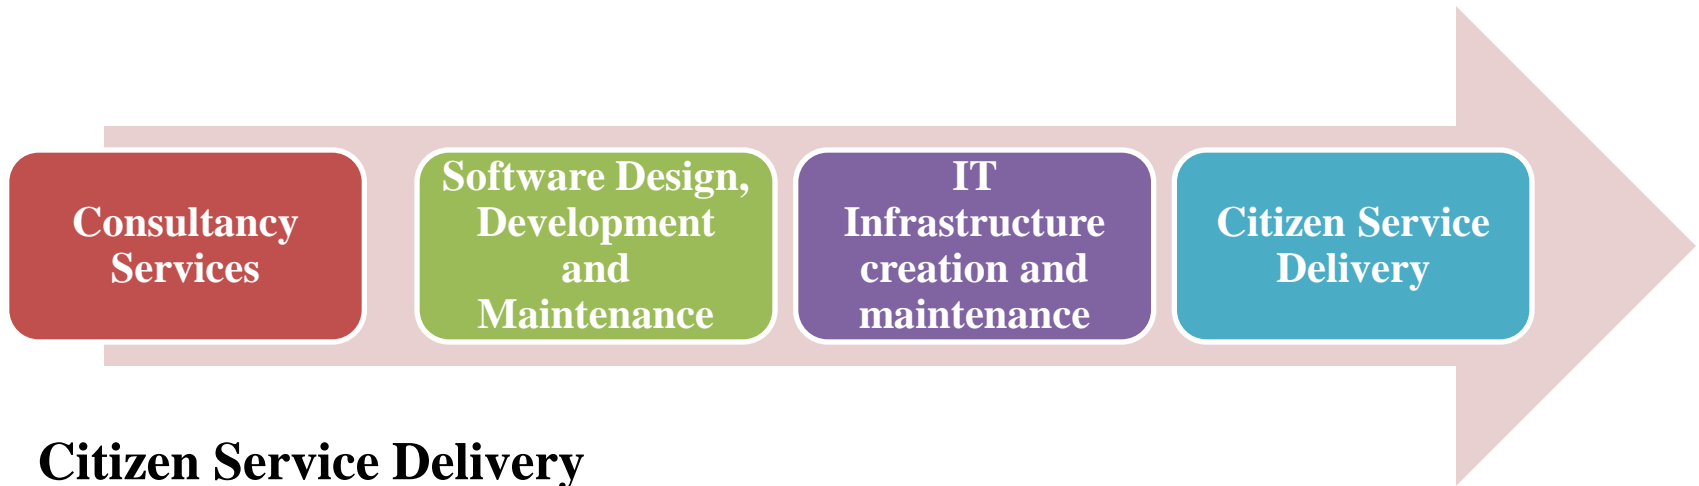 Consultancy
Services
Software Design,
Development
and
Maintenance
IT
Infrastructure
creation and
maintenance
Citizen Service
Delivery
Citizen Service Delivery